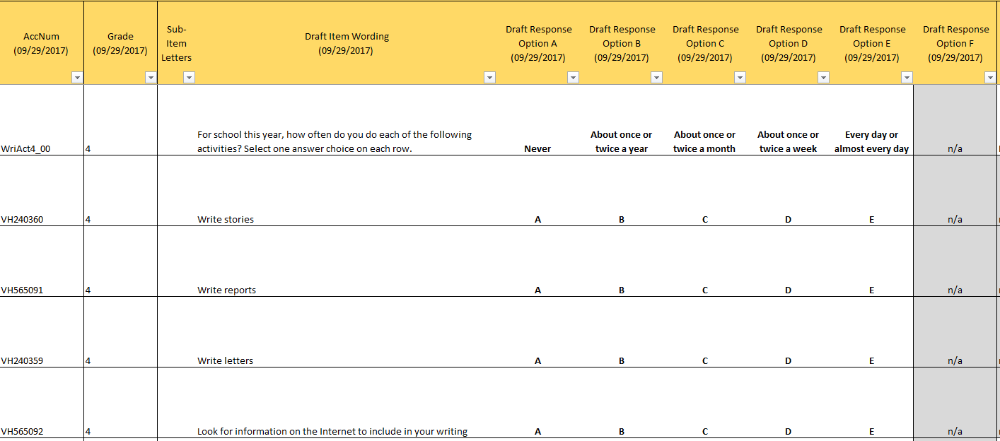 AccNum
(09/29/2017)
Grade
(09/29/2017)
Sub-
Item
Letters
Draft Item Wording
(09/29/2017)
Draft Response
Option A
(09/29/2017)
Draft Response
Option B
(09/29/2017)
Draft Response
Option C
(09/29/2017)
Draft Response
Option D
(09/29/2017)
Draft Response
Option E
(09/29/2017)
Draft Response
Option F
(09/29/2017)
WriAct4_00
4
For school this year, how often do you do each of the following
activities? Select one answer choice on each row.
Never
About once or
twice a year
About once or
twice a month
About once or
twice a week
Every day or
almost every day
n/a
VH240360 4 Write stories A B C D E n/a
VH565091 4 Write reports A B C D E n/a
VH240359 4 Write letters A B C D E n/a
VH565092 4 Look for information on the Internet to include in your writing A B C D E n/a